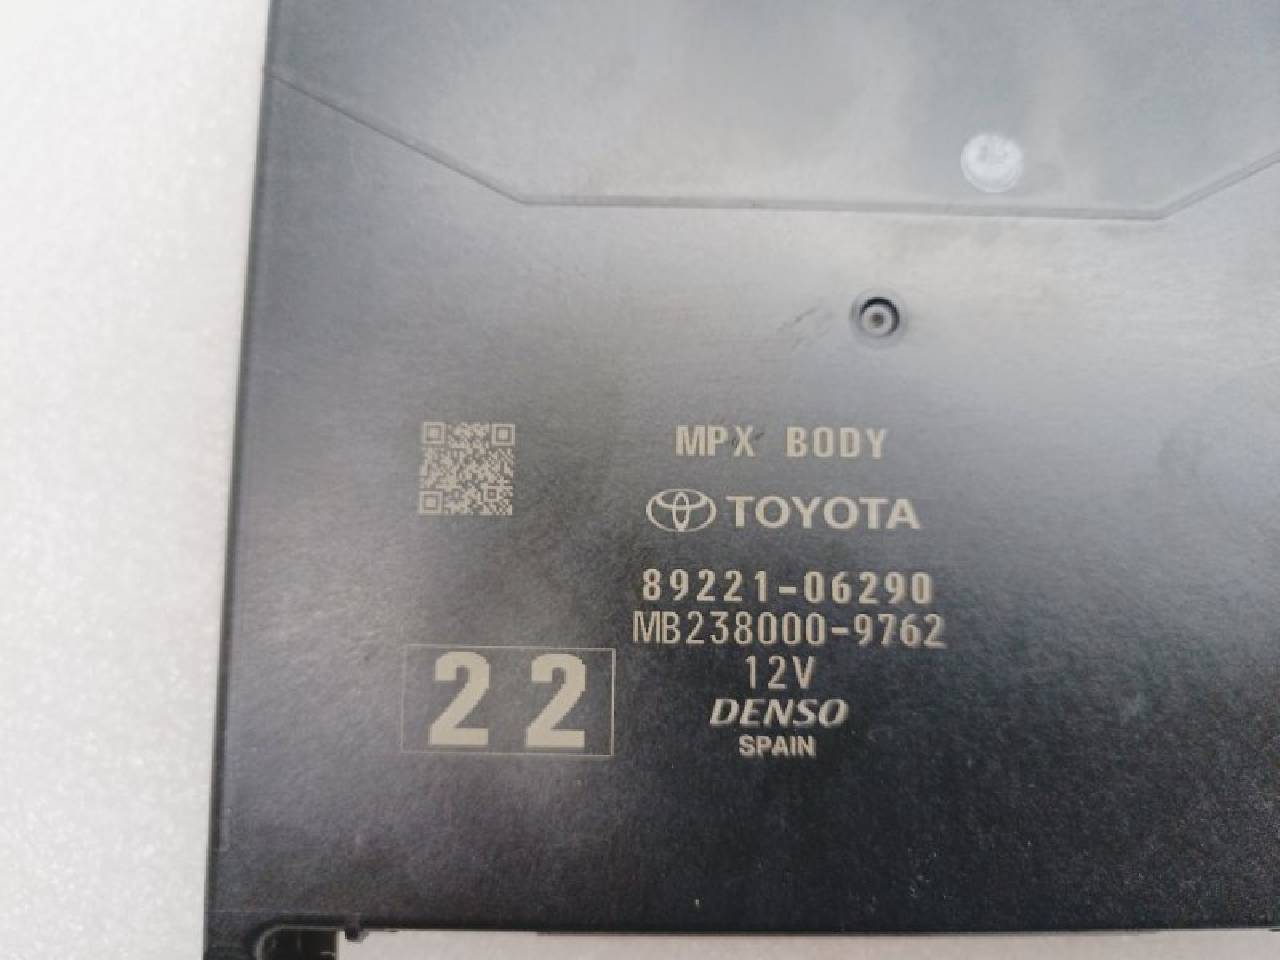 MPX BODY
TOYOTA
89221-06290
MB238000-9762
12V
DENSO
SPAIN
22